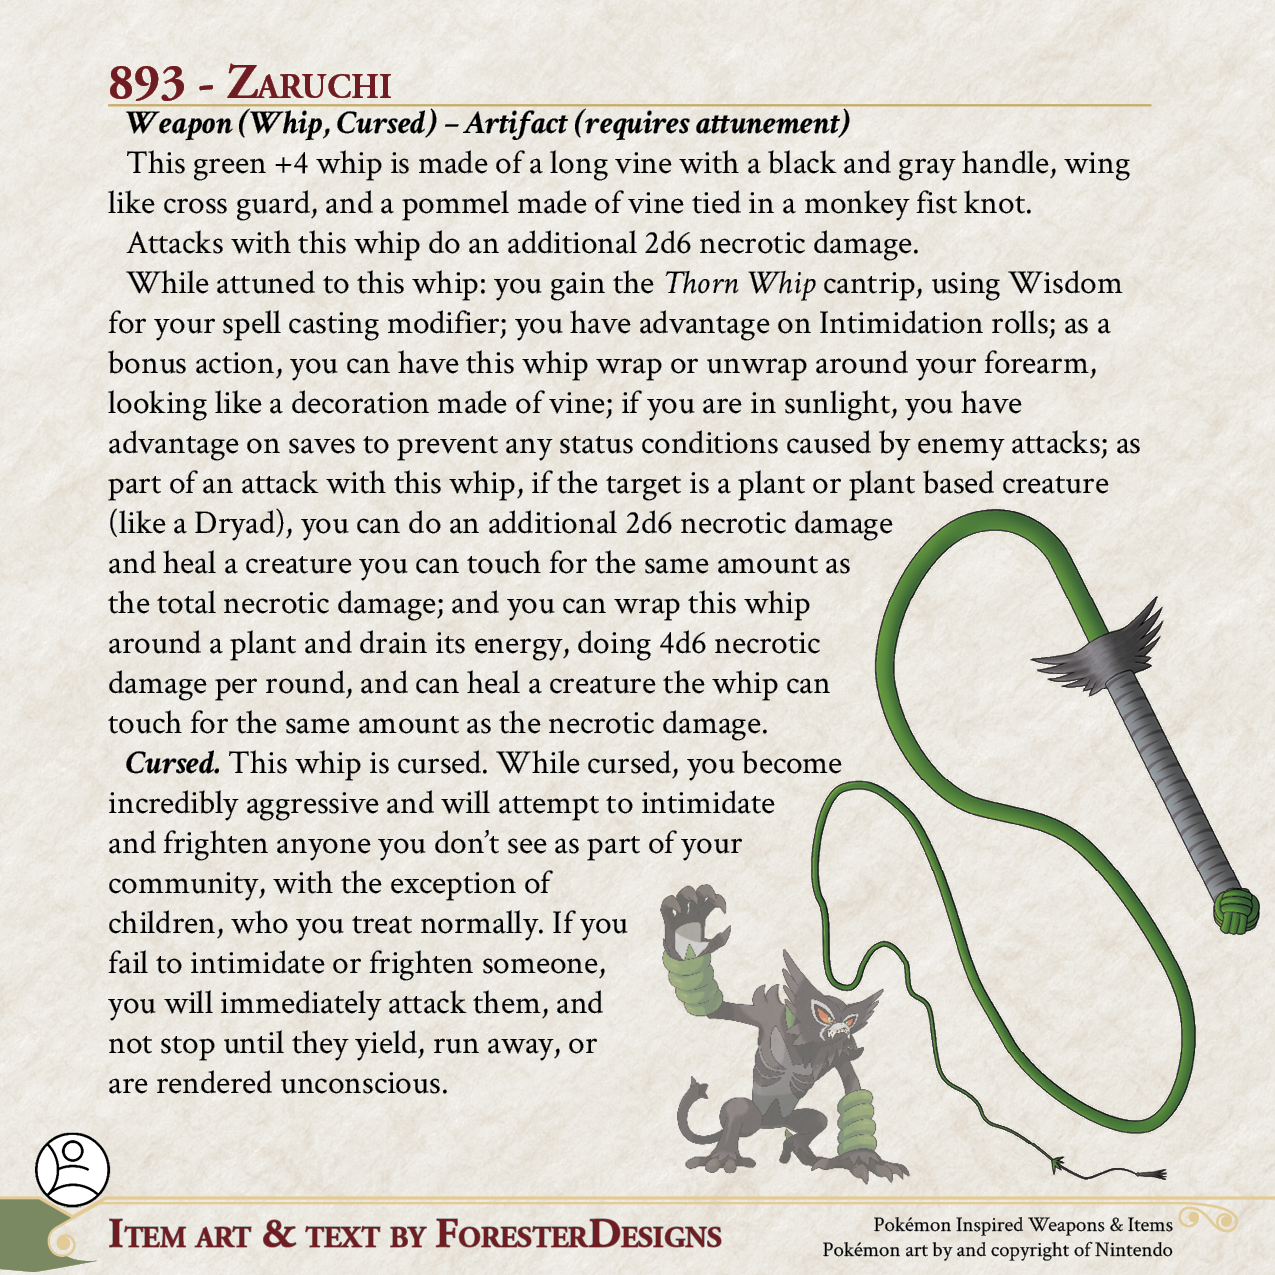 893 - Zaruchi
Weapon (Whip, Cursed) – Artifact (requires attunement)
This green +4 whip is made of a long vine with a black and gray handle, wing
like cross guard, and a pommel made of vine tied in a monkey fist knot.
Attacks with this whip do an additional 2d6 necrotic damage.
While attuned to this whip: you gain the Thorn Whip cantrip, using Wisdom
for your spell casting modifier; you have advantage on Intimidation rolls; as a
bonus action, you can have this whip wrap or unwrap around your forearm,
looking like a decoration made of vine; if you are in sunlight, you have
advantage on saves to prevent any status conditions caused by enemy attacks; as
part of an attack with this whip, if the target is a plant or plant based creature
(like a Dryad), you can do an additional 2d6 necrotic damage
and heal a creature you can touch for the same amount as
the total necrotic damage; and you can wrap this whip
around a plant and drain its energy, doing 4d6 necrotic
damage per round, and can heal a creature the whip can
touch for the same amount as the necrotic damage.
Cursed. This whip is cursed. While cursed, you become
incredibly aggressive and will attempt to intimidate
and frighten anyone you don't see as part of your
community, with the exception of
children, who you treat normally. If you
fail to intimidate or frighten someone,
you will immediately attack them, and
not stop until they yield, run away, or
are rendered unconscious.
Item art & text by ForesterDesigns
Pokémon Inspired Weapons & Items
Pokémon art by and copyright of Nintendo